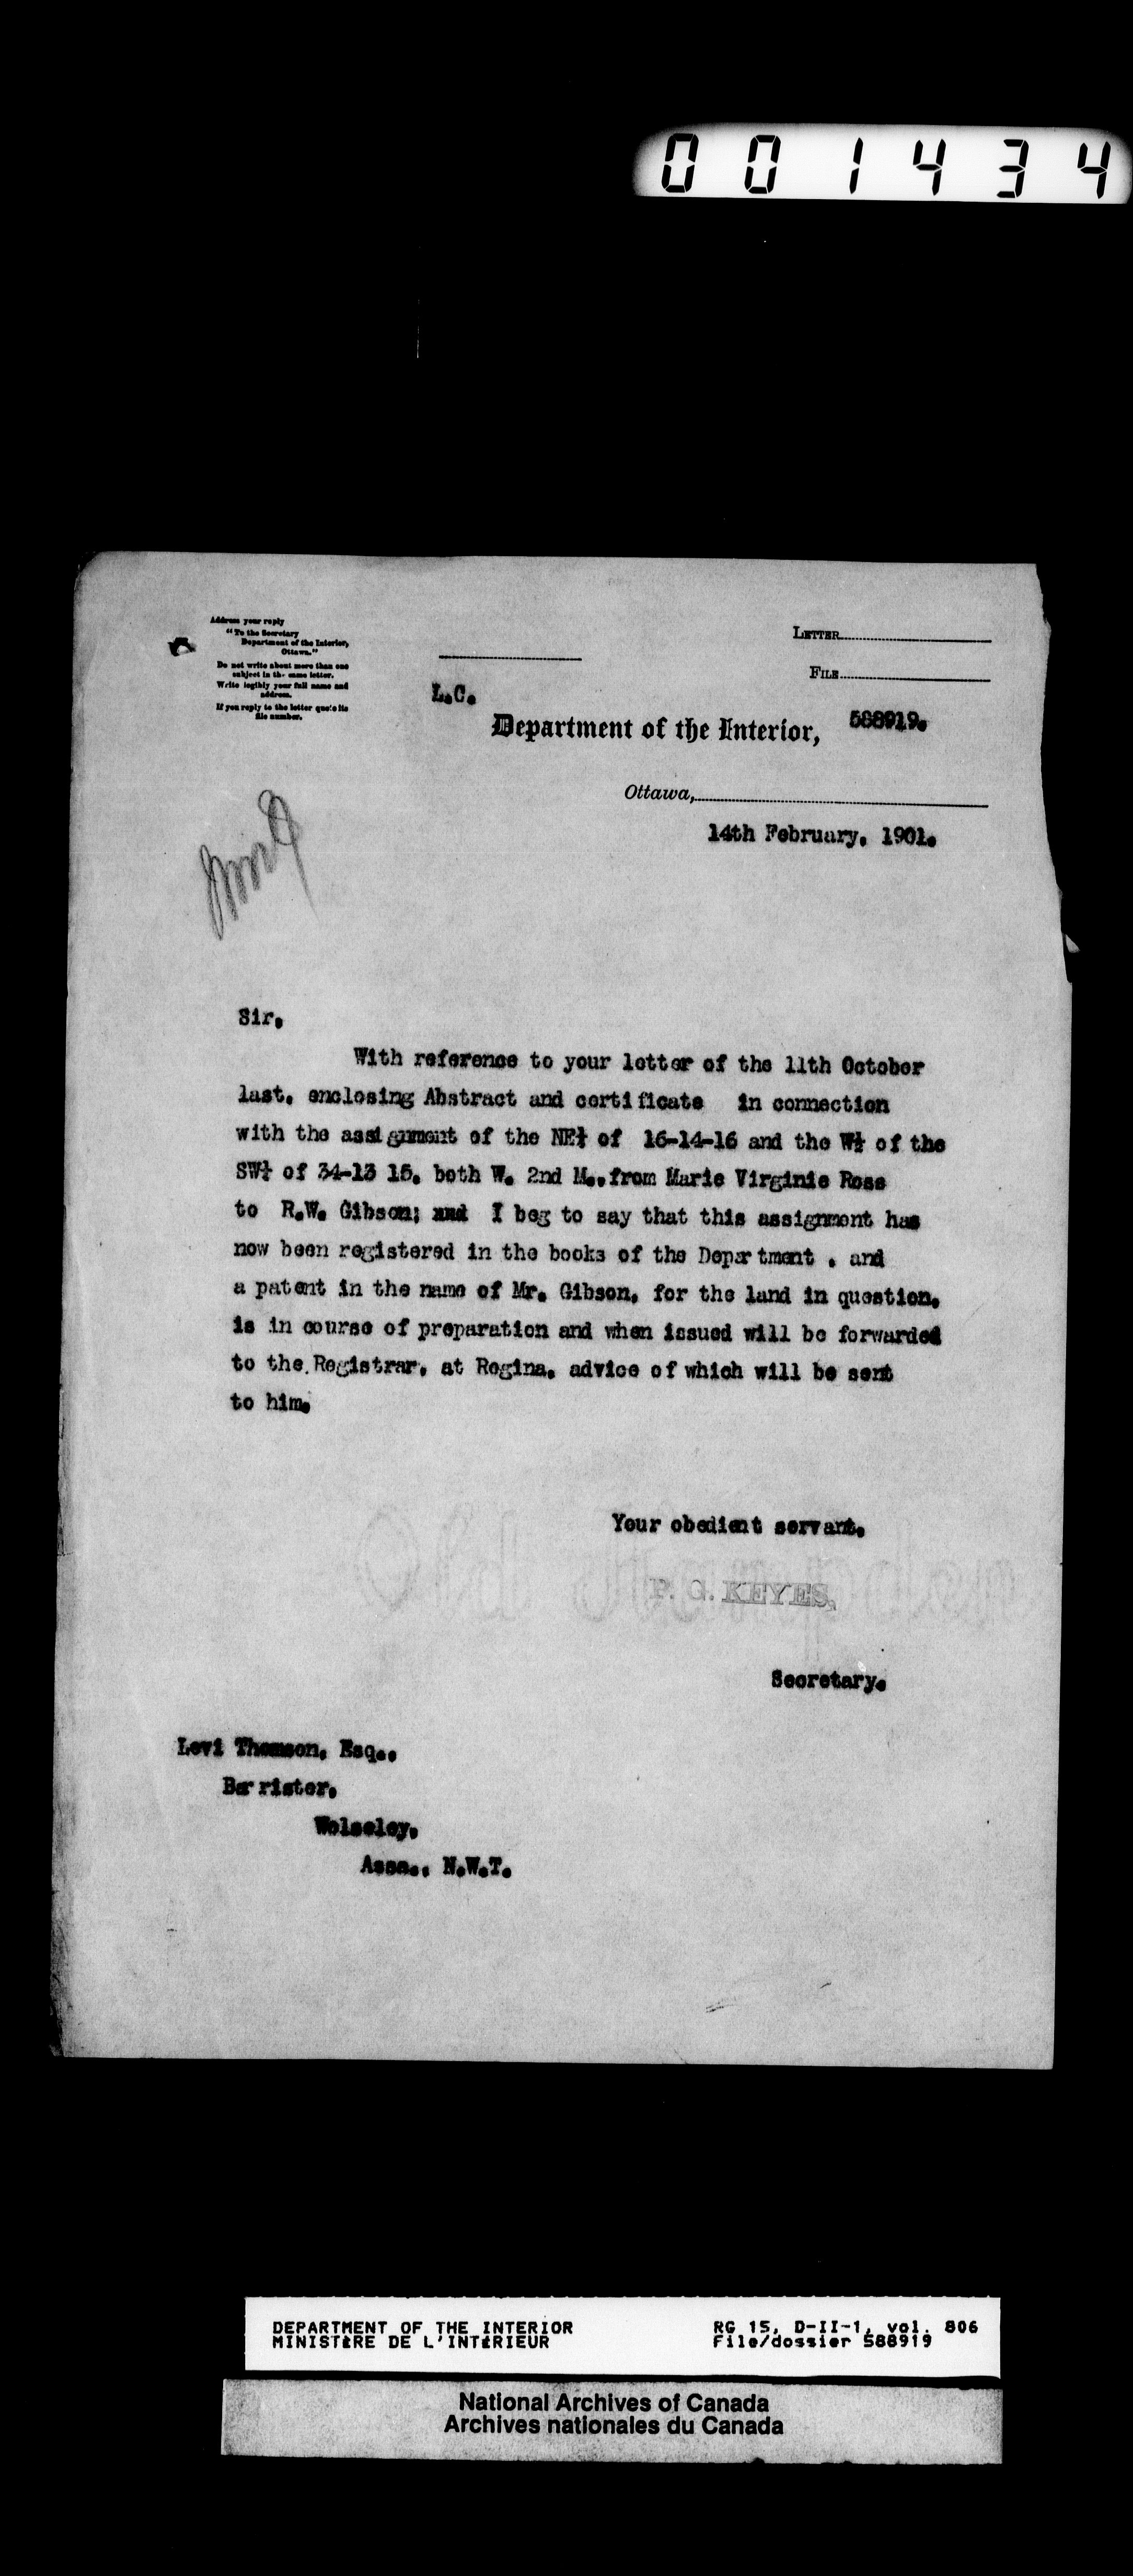 001434
Address your reply
"To the Secretary
Department of the Interior,
Ottawa."
Do not write about more than one
subject in the same letter.
Write legibly your full name and
address.
If you reply to the letter quote its
file number.
LETTER
FILE
L.C.
Department of the Interior,
588919.
Ottawa,
14th February, 1901.
Sir,
With reference to your letter of the 11th October
last, enclosing Abstract and certificate in connection
with the assignment of the NE¼ of 16-14-16 and the W½ of the
SW¼ of 34-13 15, both W. 2nd M., from Marie Virginie Rose
to R.W. Gibson; and I beg to say that this assignment has
now been registered in the books of the Department , and
a patent in the name of Mr. Gibson, for the land in question,
is in course of preparation and when issued will be forwarded
to the Registrar, at Regina, advice of which will be sent
to him.
Your obedient servant,
P. G. KEYES,
Secretary.
Levi Thomson, Esq.,
Barrister,
Wolseley,
Assa., N.W.T.
DEPARTMENT OF THE INTERIOR
MINISTÈRE DE L'INTÉRIEUR
RG 15, D-II-1, vol. 806
File/dossier 588919
National Archives of Canada
Archives nationales du Canada